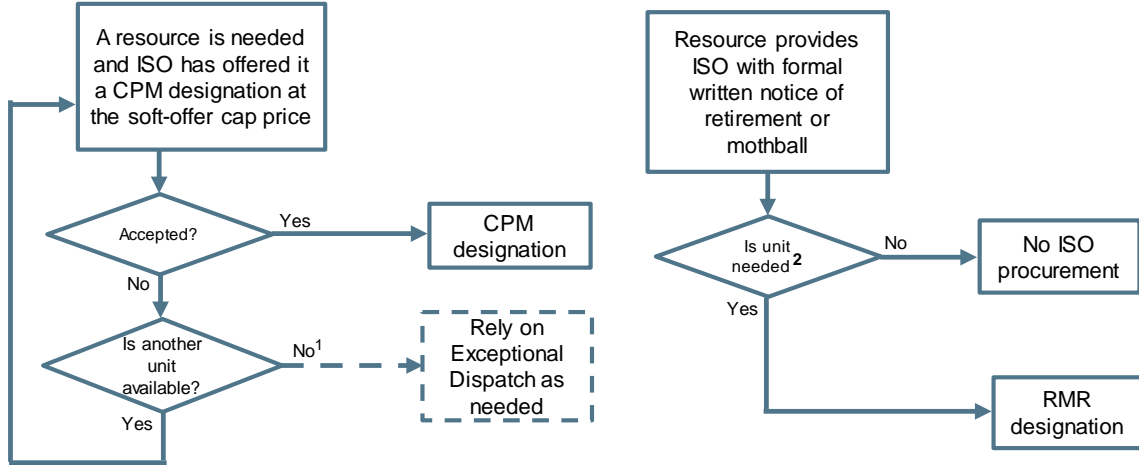 A resource is needed
and ISO has offered it
a CPM designation at
the soft-offer cap price
Accepted?
Yes
CPM
designation
No
Is another
unit
available?
No¹
Rely on
Exceptional
Dispatch as
needed
Yes
Resource provides
ISO with formal
written notice of
retirement or
mothball
Is unit
needed ²
No
No ISO
procurement
Yes
RMR
designation